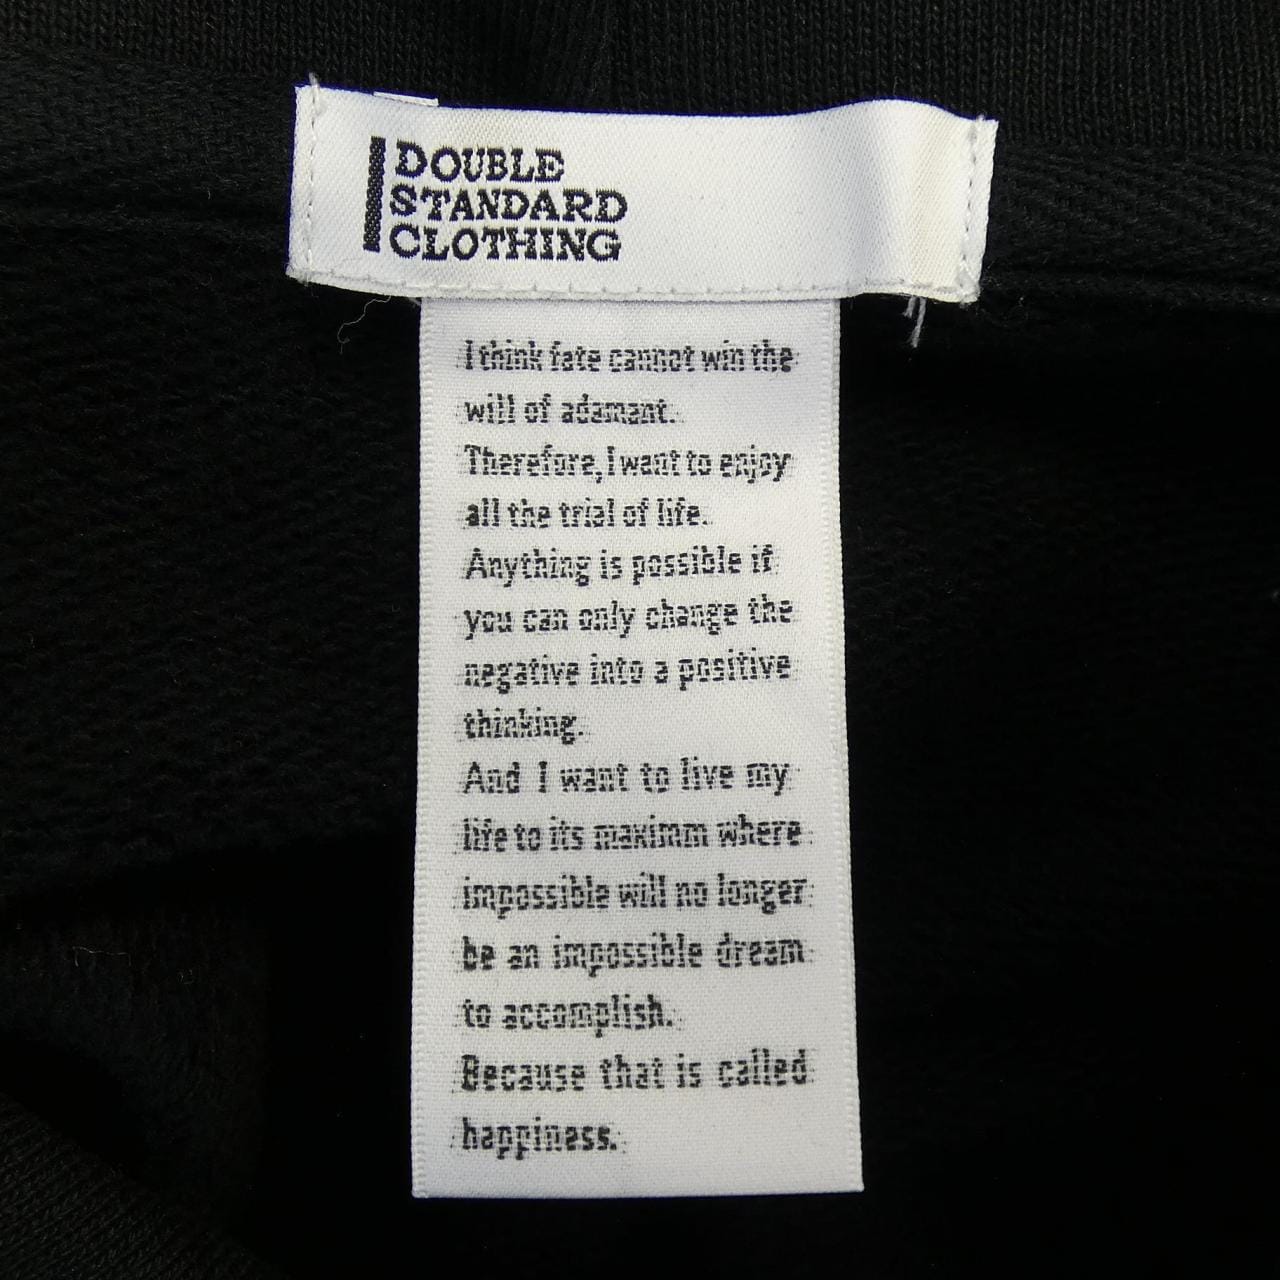 DOUBLE
STANDARD
CLOTHING
I think fate cannot win the
will of adamant.
Therefore, I want to enjoy
all the trial of life.
Anything is possible if
you can only change the
negative into a positive
thinking.
And I want to live my
life to its maximm where
impossible will no longer
be an impossible dream
to accomplish.
Because that is called
happiness.